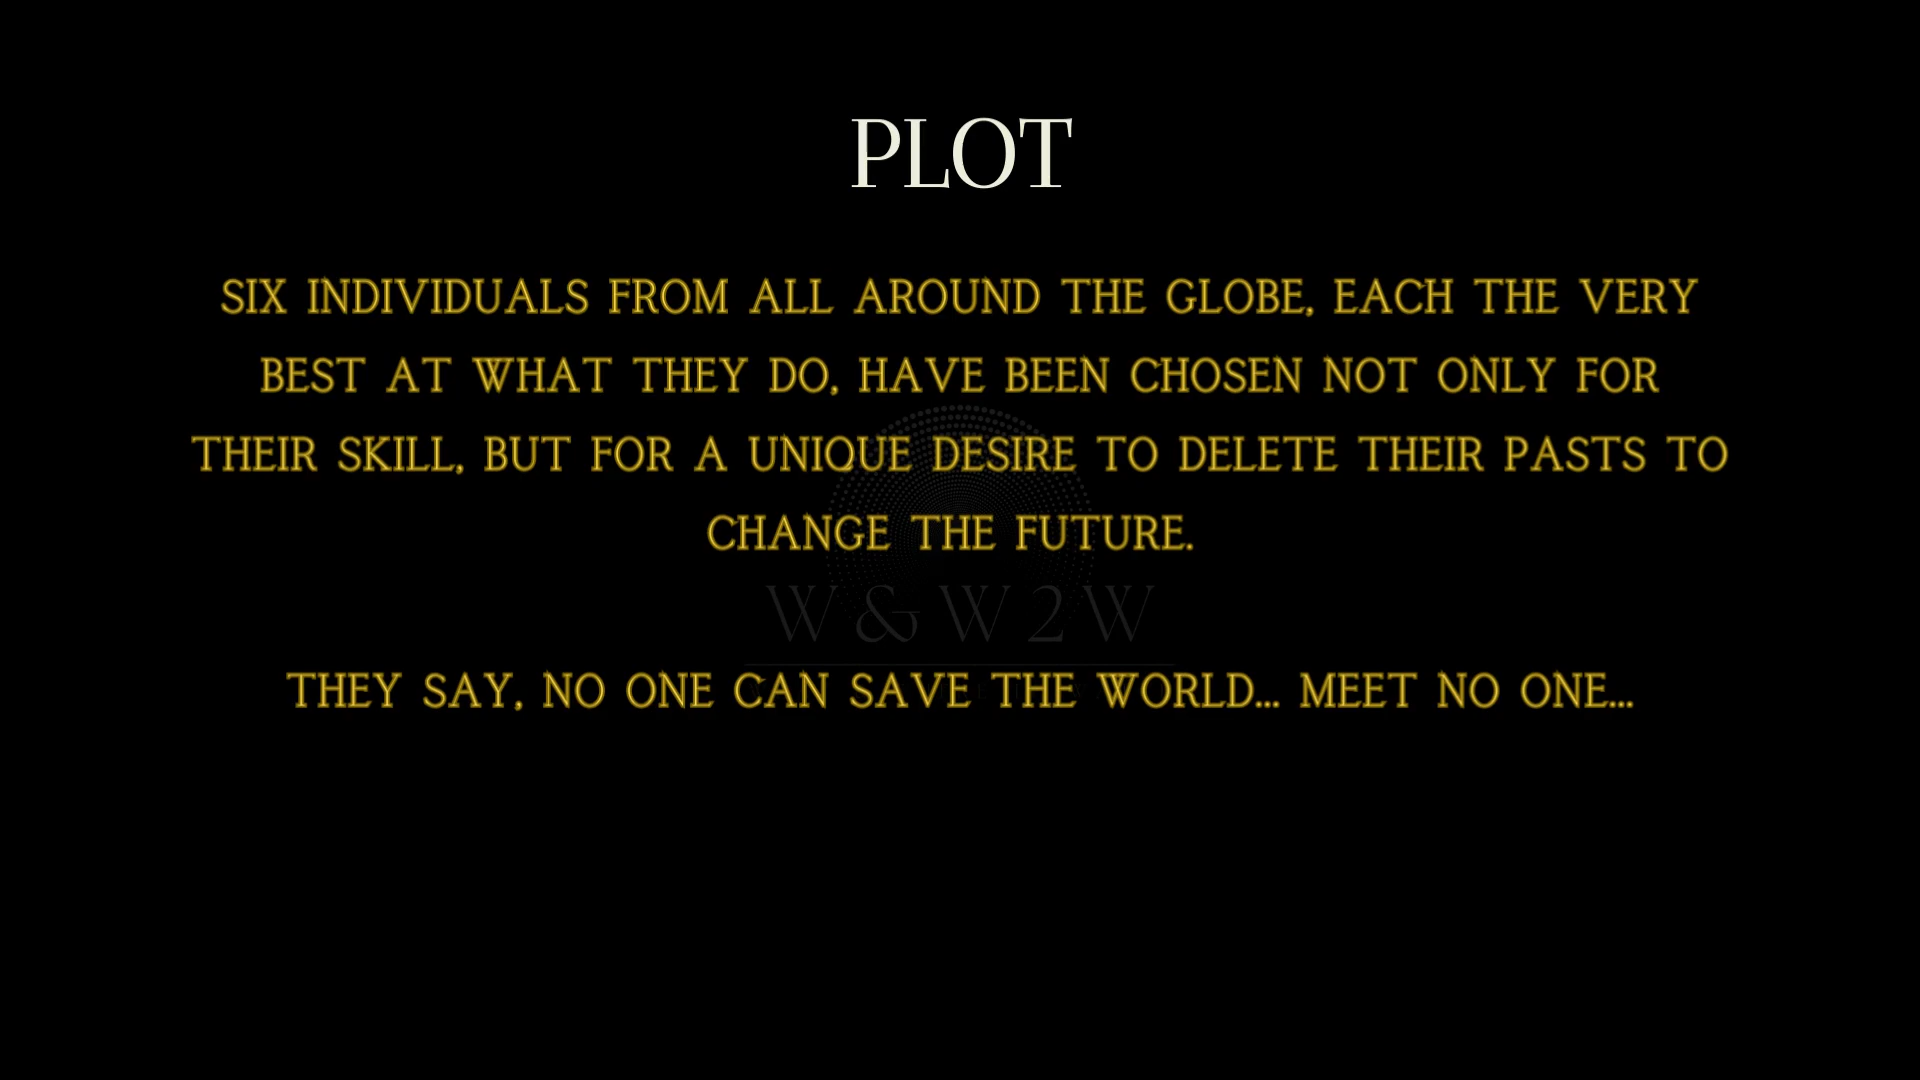 PLOT
SIX INDIVIDUALS FROM ALL AROUND THE GLOBE, EACH THE VERY
BEST AT WHAT THEY DO, HAVE BEEN CHOSEN NOT ONLY FOR
THEIR SKILL, BUT FOR A UNIQUE DESIRE TO DELETE THEIR PASTS TO
CHANGE THE FUTURE.
W&W2W
THEY SAY, NO ONE CAN SAVE THE WORLD... MEET NO ONE...